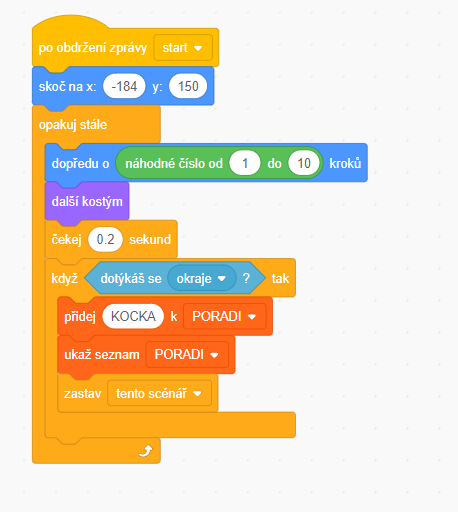 po obdržení zprávy start
skoč na x: -184 y: 150
opakuj stále
dopředu o náhodné číslo od 1 do 10 kroků
další kostým
čekej 0.2 sekund
když dotýkáš se okraje ? tak
přidej KOCKA k PORADI
ukaž seznam PORADI
zastav tento scénář